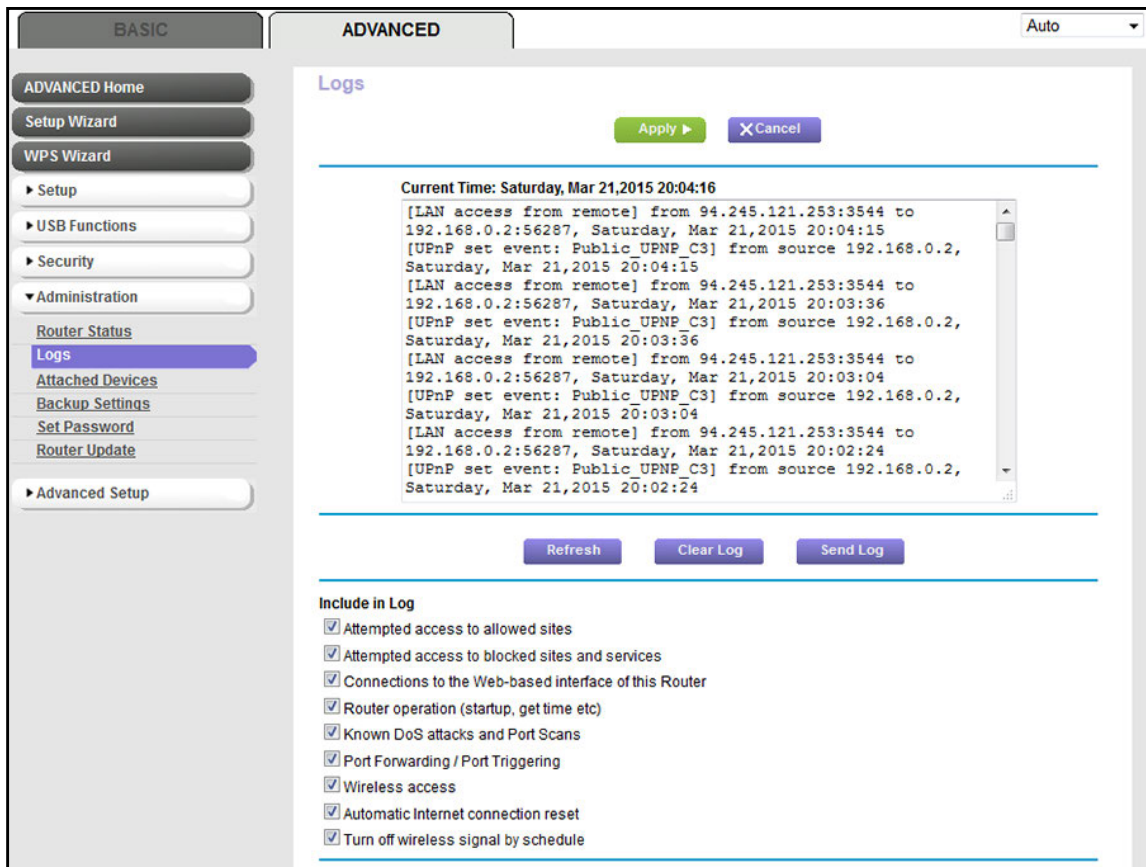 BASIC
ADVANCED
Auto
ADVANCED Home
Setup Wizard
WPS Wizard
Setup
USB Functions
Security
Administration
Router Status
Logs
Attached Devices
Backup Settings
Set Password
Router Update
Advanced Setup
Logs
Apply
Cancel
Current Time: Saturday, Mar 21,2015 20:04:16
[LAN access from remote] from 94.245.121.253:3544 to
192.168.0.2:56287, Saturday, Mar 21,2015 20:04:15
[UPnP set event: Public_UPNP_C3] from source 192.168.0.2,
Saturday, Mar 21,2015 20:04:15
[LAN access from remote] from 94.245.121.253:3544 to
192.168.0.2:56287, Saturday, Mar 21,2015 20:03:36
[UPnP set event: Public_UPNP_C3] from source 192.168.0.2,
Saturday, Mar 21,2015 20:03:36
[LAN access from remote] from 94.245.121.253:3544 to
192.168.0.2:56287, Saturday, Mar 21,2015 20:03:04
[UPnP set event: Public_UPNP_C3] from source 192.168.0.2,
Saturday, Mar 21,2015 20:03:04
[LAN access from remote] from 94.245.121.253:3544 to
192.168.0.2:56287, Saturday, Mar 21,2015 20:02:24
[UPnP set event: Public_UPNP_C3] from source 192.168.0.2,
Saturday, Mar 21,2015 20:02:24
Refresh
Clear Log
Send Log
Include in Log
Attempted access to allowed sites
Attempted access to blocked sites and services
Connections to the Web-based interface of this Router
Router operation (startup, get time etc)
Known DoS attacks and Port Scans
Port Forwarding / Port Triggering
Wireless access
Automatic Internet connection reset
Turn off wireless signal by schedule